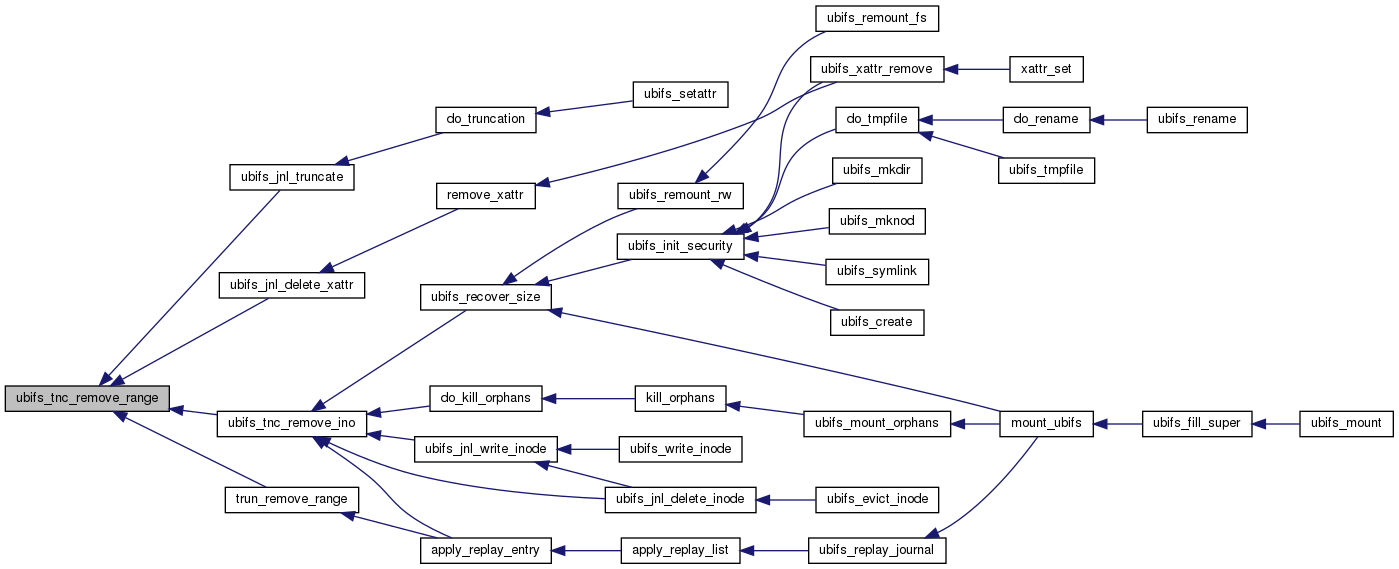 ubifs_remount_fs
ubifs_xattr_remove
xattr_set
ubifs_setattr
do_truncation
do_tmpfile
do_rename
ubifs_rename
ubifs_jnl_truncate
ubifs_mkdir
ubifs_tmpfile
remove_xattr
ubifs_remount_rw
ubifs_mknod
ubifs_init_security
ubifs_symlink
ubifs_jnl_delete_xattr
ubifs_recover_size
ubifs_create
ubifs_tnc_remove_range
do_kill_orphans
kill_orphans
ubifs_tnc_remove_ino
ubifs_mount_orphans
mount_ubifs
ubifs_fill_super
ubifs_mount
ubifs_jnl_write_inode
ubifs_write_inode
trun_remove_range
ubifs_jnl_delete_inode
ubifs_evict_inode
apply_replay_entry
apply_replay_list
ubifs_replay_journal